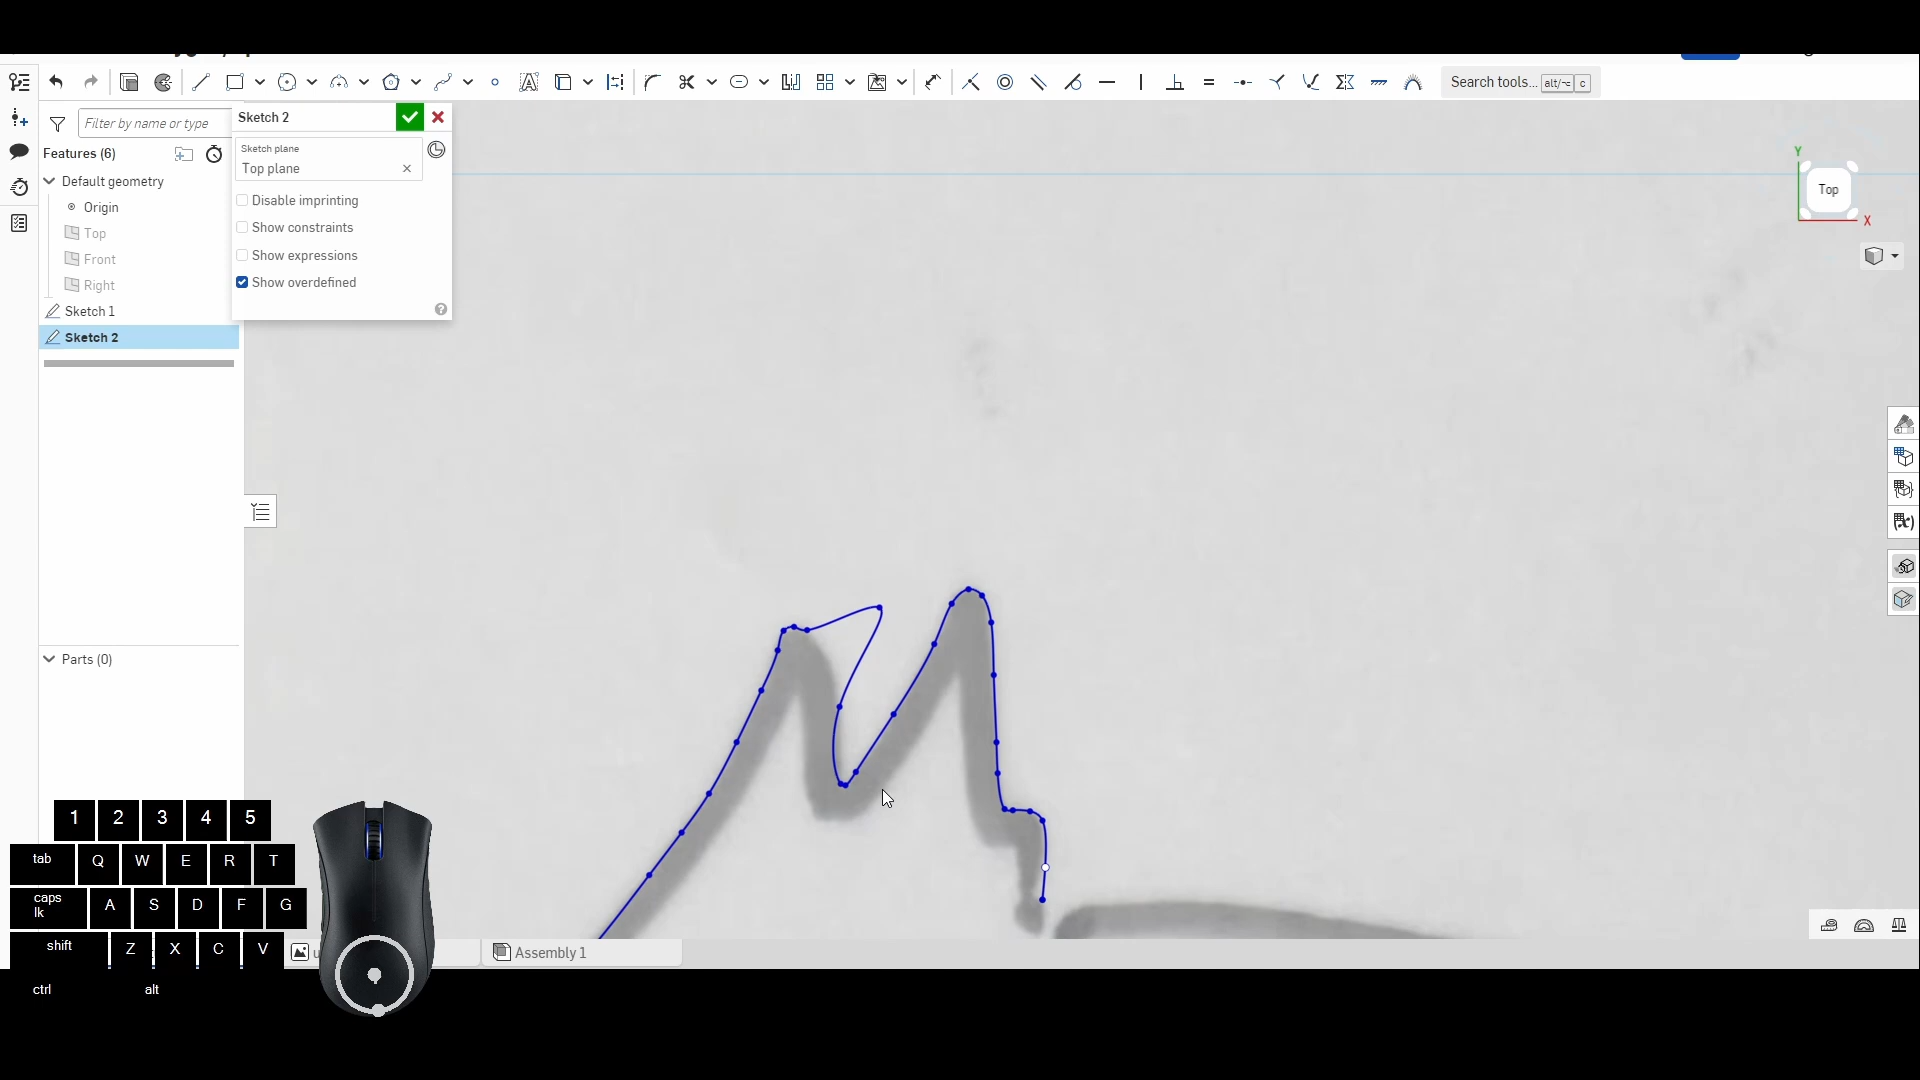 Search tools... alt/⌥ c
Filter by name or type
Sketch 2
Sketch plane
Top plane
Features (6)
Default geometry
Disable imprinting
Origin
Show constraints
Top
Show expressions
Front
Show overdefined
Right
Sketch 1
Sketch 2
Y
Top
X
Parts (0)
1 2 3 4 5
tab Q W E R T
caps
lk A S D F G
shift Z X C V
ctrl alt
Assembly 1
(x)